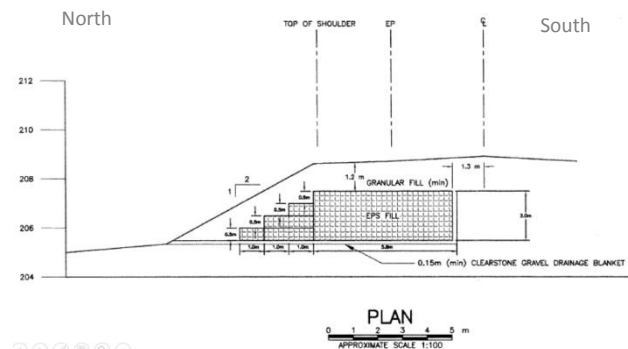 North
South
TOP OF SHOULDER
EP
℄
212
210
208
206
204
1
2
1.2 m
1.3 m
GRANULAR FILL (min)
EPS FILL
0.5m
0.5m
0.5m
0.5m
1.0m
1.0m
1.0m
5.8m
0.15m (min) CLEARSTONE GRAVEL DRAINAGE BLANKET
PLAN
0 1 2 3 4 5 m
APPROXIMATE SCALE 1:100